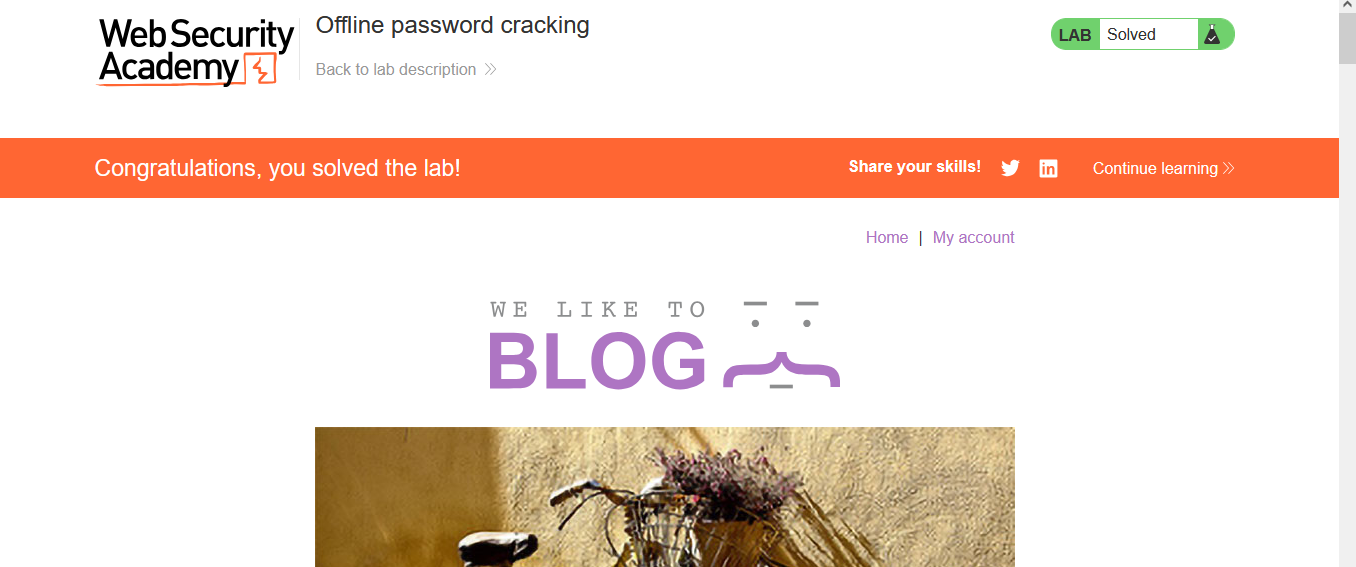 Web Security
Academy
Offline password cracking
Back to lab description
LAB Solved
Congratulations, you solved the lab!
Share your skills!
Continue learning
Home | My account
WE LIKE TO
BLOG